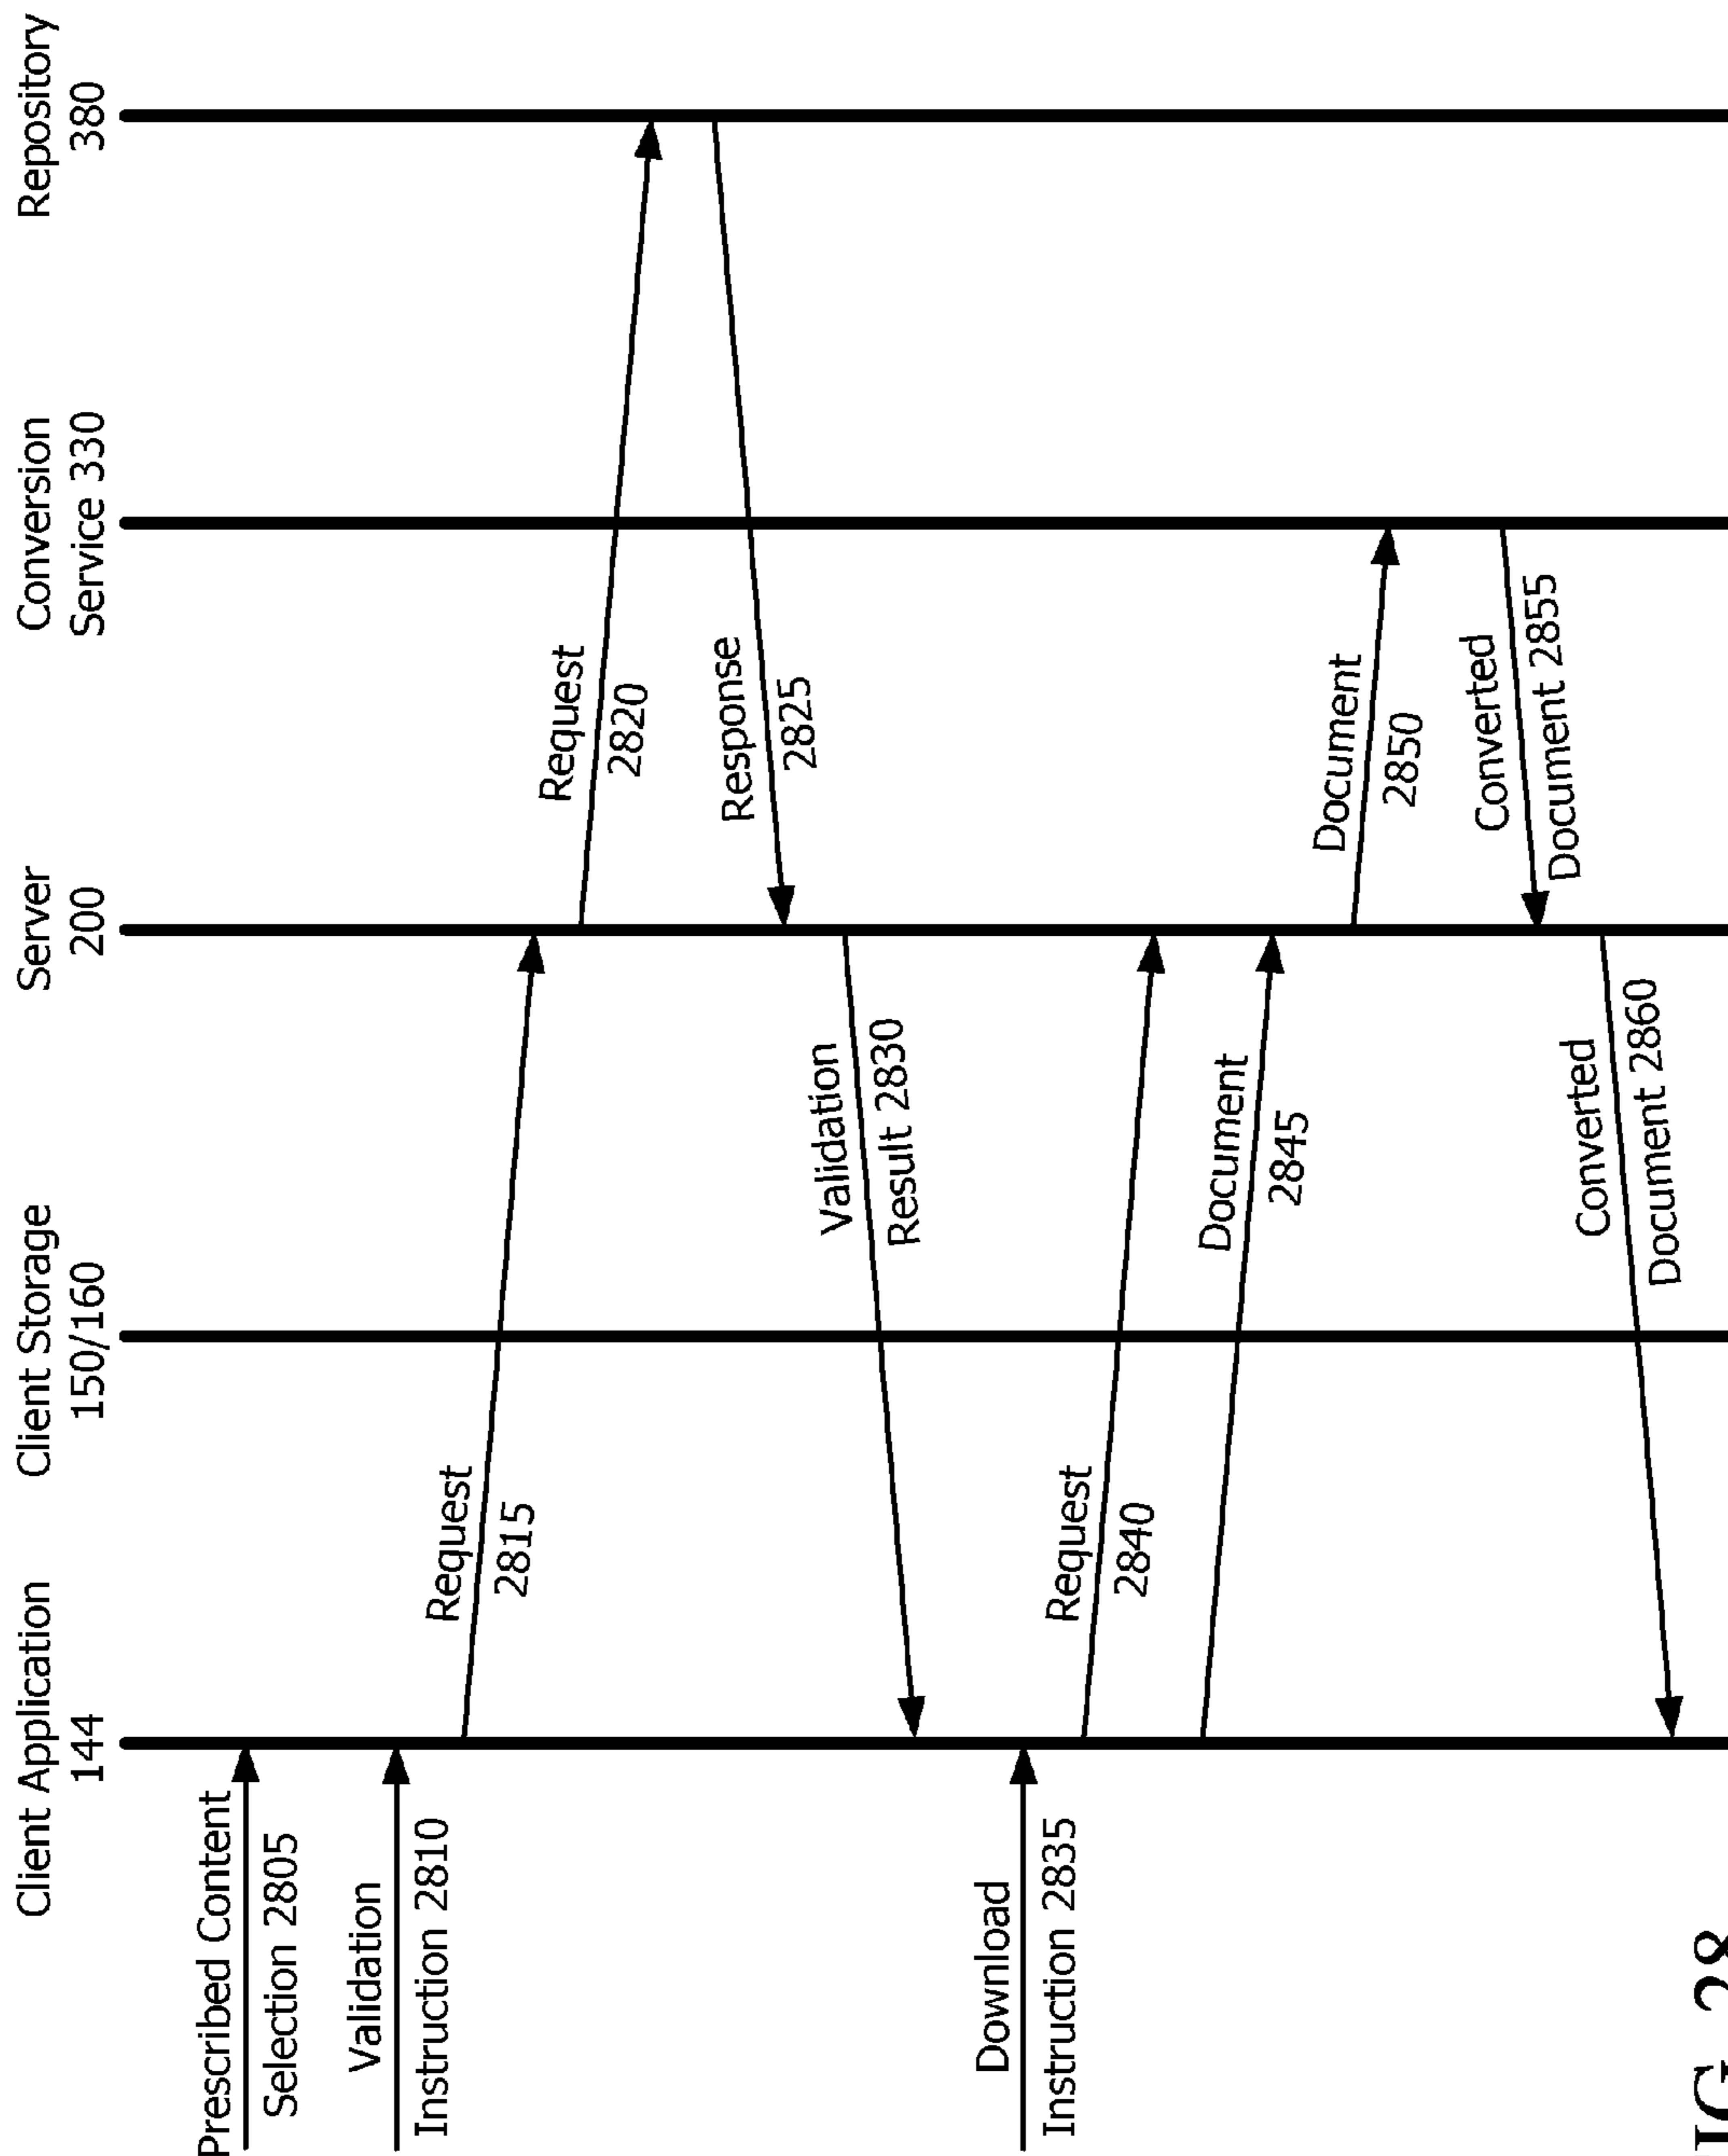 Client Application
144
Client Storage
150/160
Server
200
Conversion
Service 330
Repository
380
Prescribed Content
Selection 2805
Validation
Instruction 2810
Request
2815
Request
2820
Response
2825
Validation
Result 2830
Download
Instruction 2835
Request
2840
Document
2845
Document
2850
Converted
Document 2855
Converted
Document 2860
IG. 28